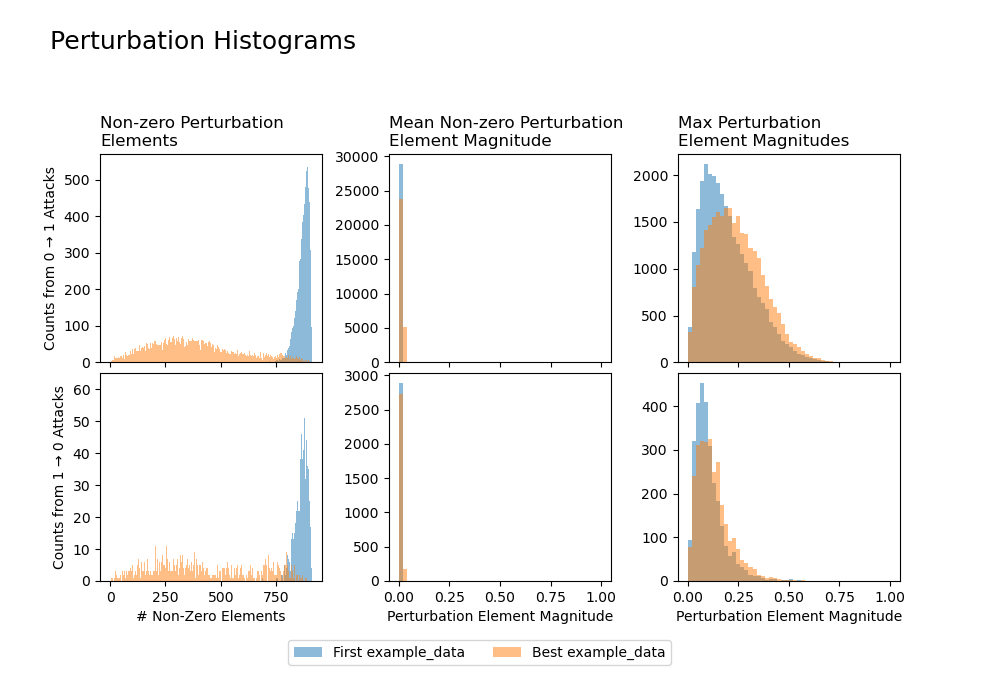 Perturbation Histograms
Non-zero Perturbation
Elements
Mean Non-zero Perturbation
Element Magnitude
Max Perturbation
Element Magnitudes
Counts from 0 → 1 Attacks
500
400
300
200
100
0
30000
25000
20000
15000
10000
5000
0
2000
1500
1000
500
0
Counts from 1 → 0 Attacks
60
50
40
30
20
10
0
3000
2500
2000
1500
1000
500
0
400
300
200
100
0
0 250 500 750
0.00 0.25 0.50 0.75 1.00
0.00 0.25 0.50 0.75 1.00
# Non-Zero Elements
Perturbation Element Magnitude
Perturbation Element Magnitude
First example_data
Best example_data